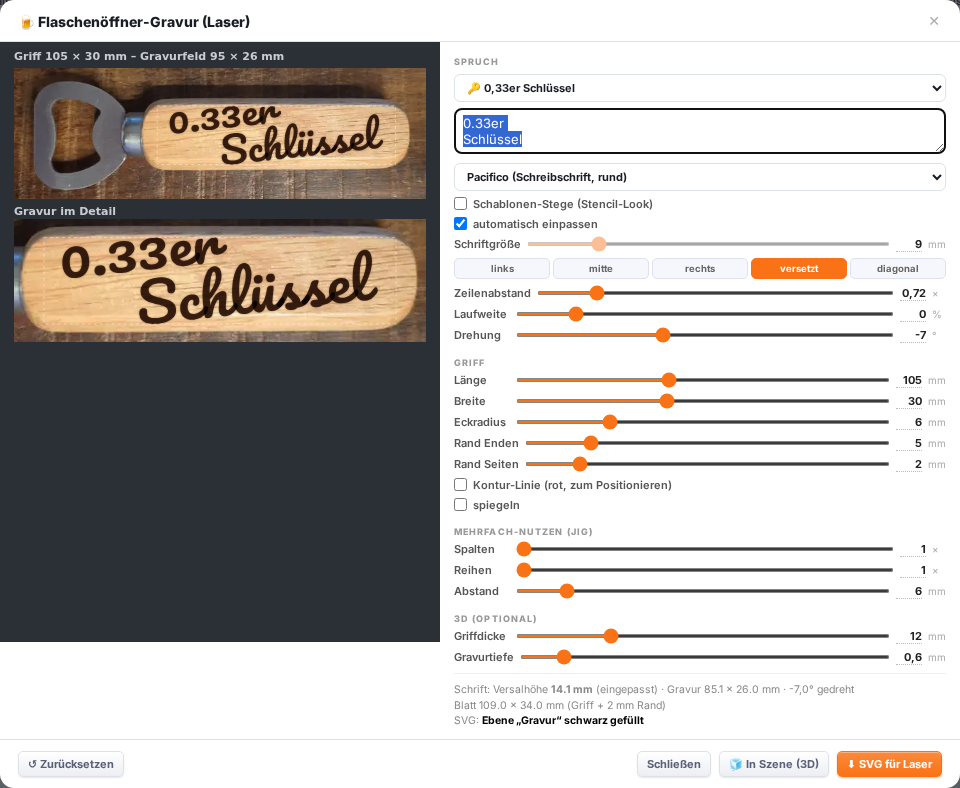 🍺 Flaschenöffner-Gravur (Laser)
×
Griff 105 × 30 mm – Gravurfeld 95 × 26 mm
0.33er
Schlüssel
Gravur im Detail
0.33er
Schlüssel
SPRUCH
🔑 0,33er Schlüssel
0.33er
Schlüssel
Pacifico (Schreibschrift, rund)
Schablonen-Stege (Stencil-Look)
automatisch einpassen
Schriftgröße 9 mm
links mitte rechts versetzt diagonal
Zeilenabstand 0,72 ×
Laufweite 0 %
Drehung -7 °
GRIFF
Länge 105 mm
Breite 30 mm
Eckradius 6 mm
Rand Enden 5 mm
Rand Seiten 2 mm
Kontur-Linie (rot, zum Positionieren)
spiegeln
MEHRFACH-NUTZEN (JIG)
Spalten 1 ×
Reihen 1 ×
Abstand 6 mm
3D (OPTIONAL)
Griffdicke 12 mm
Gravurtiefe 0,6 mm
Schrift: Versalhöhe 14.1 mm (eingepasst) · Gravur 85.1 × 26.0 mm · -7,0° gedreht
Blatt 109.0 × 34.0 mm (Griff + 2 mm Rand)
SVG: Ebene „Gravur“ schwarz gefüllt
↺ Zurücksetzen
Schließen
🧊 In Szene (3D)
⬇ SVG für Laser